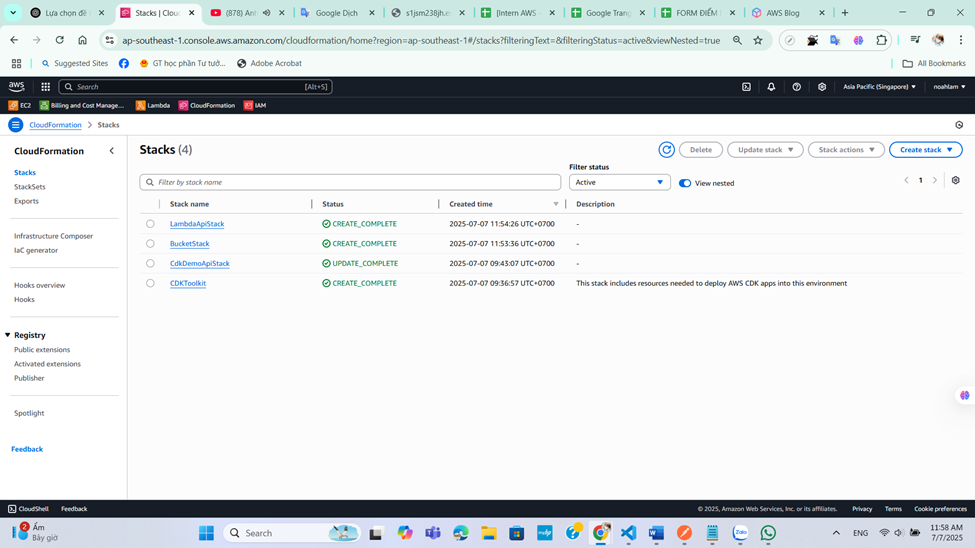 Lựa chọn đề
Stacks | Cloud
(878) Anh
Google Dịch
s1jsm238jh.e
[Intern AWS -
Google Trang
FORM ĐIỂM
AWS Blog
ap-southeast-1.console.aws.amazon.com/cloudformation/home?region=ap-southeast-1#/stacks?filteringText=&filteringStatus=active&viewNested=true
Suggested Sites
GT học phần Tư tưở...
Adobe Acrobat
All Bookmarks
aws
Search
[Alt+S]
Asia Pacific (Singapore)
noahlam
EC2
Billing and Cost Manage...
Lambda
CloudFormation
IAM
CloudFormation
Stacks
CloudFormation
Stacks
StackSets
Exports
Infrastructure Composer
IaC generator
Hooks overview
Hooks
Registry
Public extensions
Activated extensions
Publisher
Spotlight
Feedback
Stacks (4)
Delete
Update stack
Stack actions
Create stack
Filter by stack name
Filter status
Active
View nested
1
Stack name
Status
Created time
Description
LambdaApiStack
CREATE_COMPLETE
2025-07-07 11:54:26 UTC+0700
-
BucketStack
CREATE_COMPLETE
2025-07-07 11:53:36 UTC+0700
-
CdkDemoApiStack
UPDATE_COMPLETE
2025-07-07 09:43:07 UTC+0700
-
CDKToolkit
CREATE_COMPLETE
2025-07-07 09:36:57 UTC+0700
This stack includes resources needed to deploy AWS CDK apps into this environment
CloudShell
Feedback
© 2025, Amazon Web Services, Inc. or its affiliates.
Privacy
Terms
Cookie preferences
2
Ẩm
Bây giờ
Search
Zalo
ENG
11:58 AM
7/7/2025